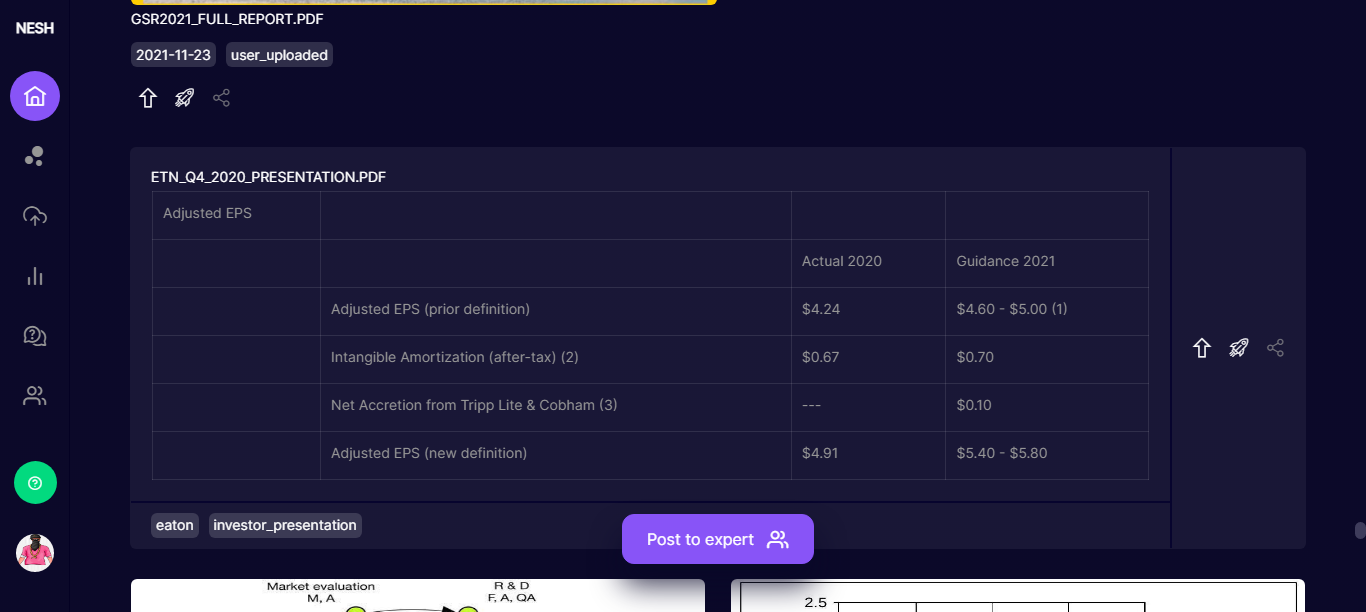 NESH
GSR2021_FULL_REPORT.PDF
2021-11-23 user_uploaded
ETN_Q4_2020_PRESENTATION.PDF
Adjusted EPS
Actual 2020 Guidance 2021
Adjusted EPS (prior definition) $4.24 $4.60 - $5.00 (1)
Intangible Amortization (after-tax) (2) $0.67 $0.70
Net Accretion from Tripp Lite & Cobham (3) --- $0.10
Adjusted EPS (new definition) $4.91 $5.40 - $5.80
eaton investor_presentation
Post to expert
Market evaluation R & D
M, A F, A, QA
2.5